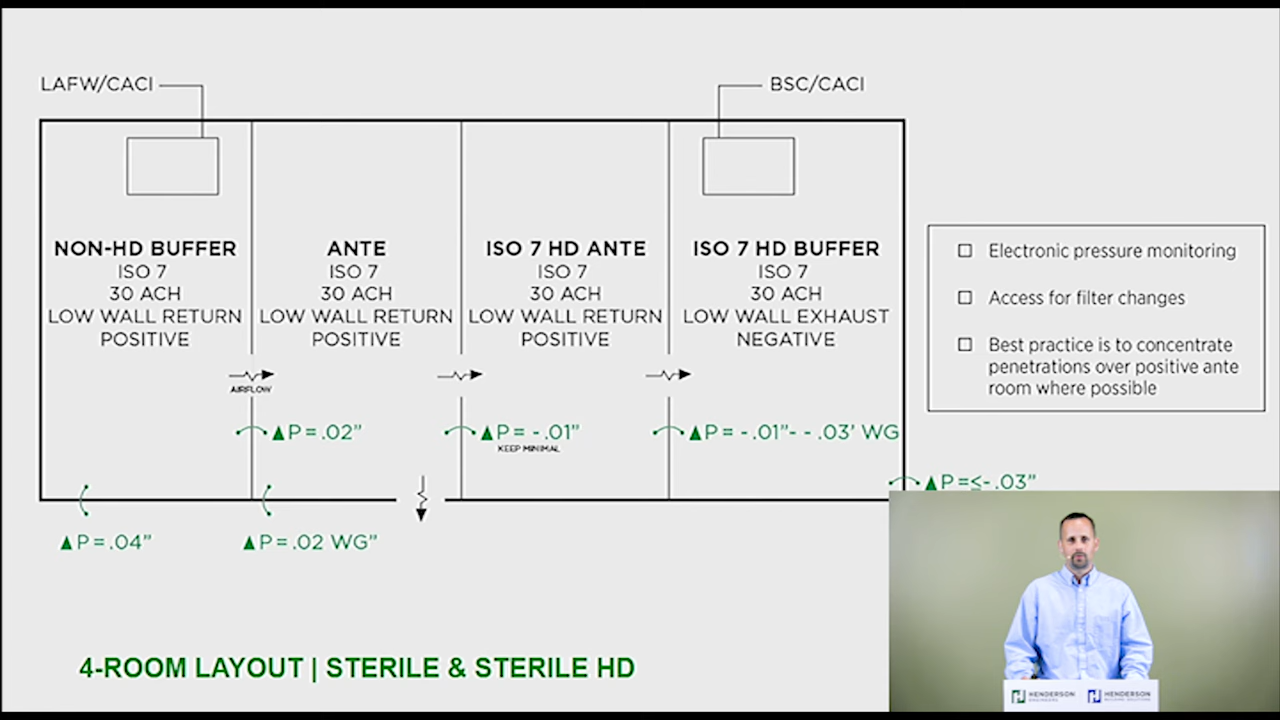 LAFW/CACI
BSC/CACI
NON-HD BUFFER
ISO 7
30 ACH
LOW WALL RETURN
POSITIVE
ANTE
ISO 7
30 ACH
LOW WALL RETURN
POSITIVE
ISO 7 HD ANTE
ISO 7
30 ACH
LOW WALL RETURN
POSITIVE
ISO 7 HD BUFFER
ISO 7
30 ACH
LOW WALL EXHAUST
NEGATIVE
AIRFLOW
▲P = .02”
▲P = - .01”
KEEP MINIMAL
▲P = - .01”- - .03’ WG
▲P =≤- .03”
▲P = .04”
▲P = .02 WG”
☐ Electronic pressure monitoring
☐ Access for filter changes
☐ Best practice is to concentrate
penetrations over positive ante
room where possible
4-ROOM LAYOUT | STERILE & STERILE HD
HENDERSON
ENGINEERS
HENDERSON
BUILDING SOLUTIONS